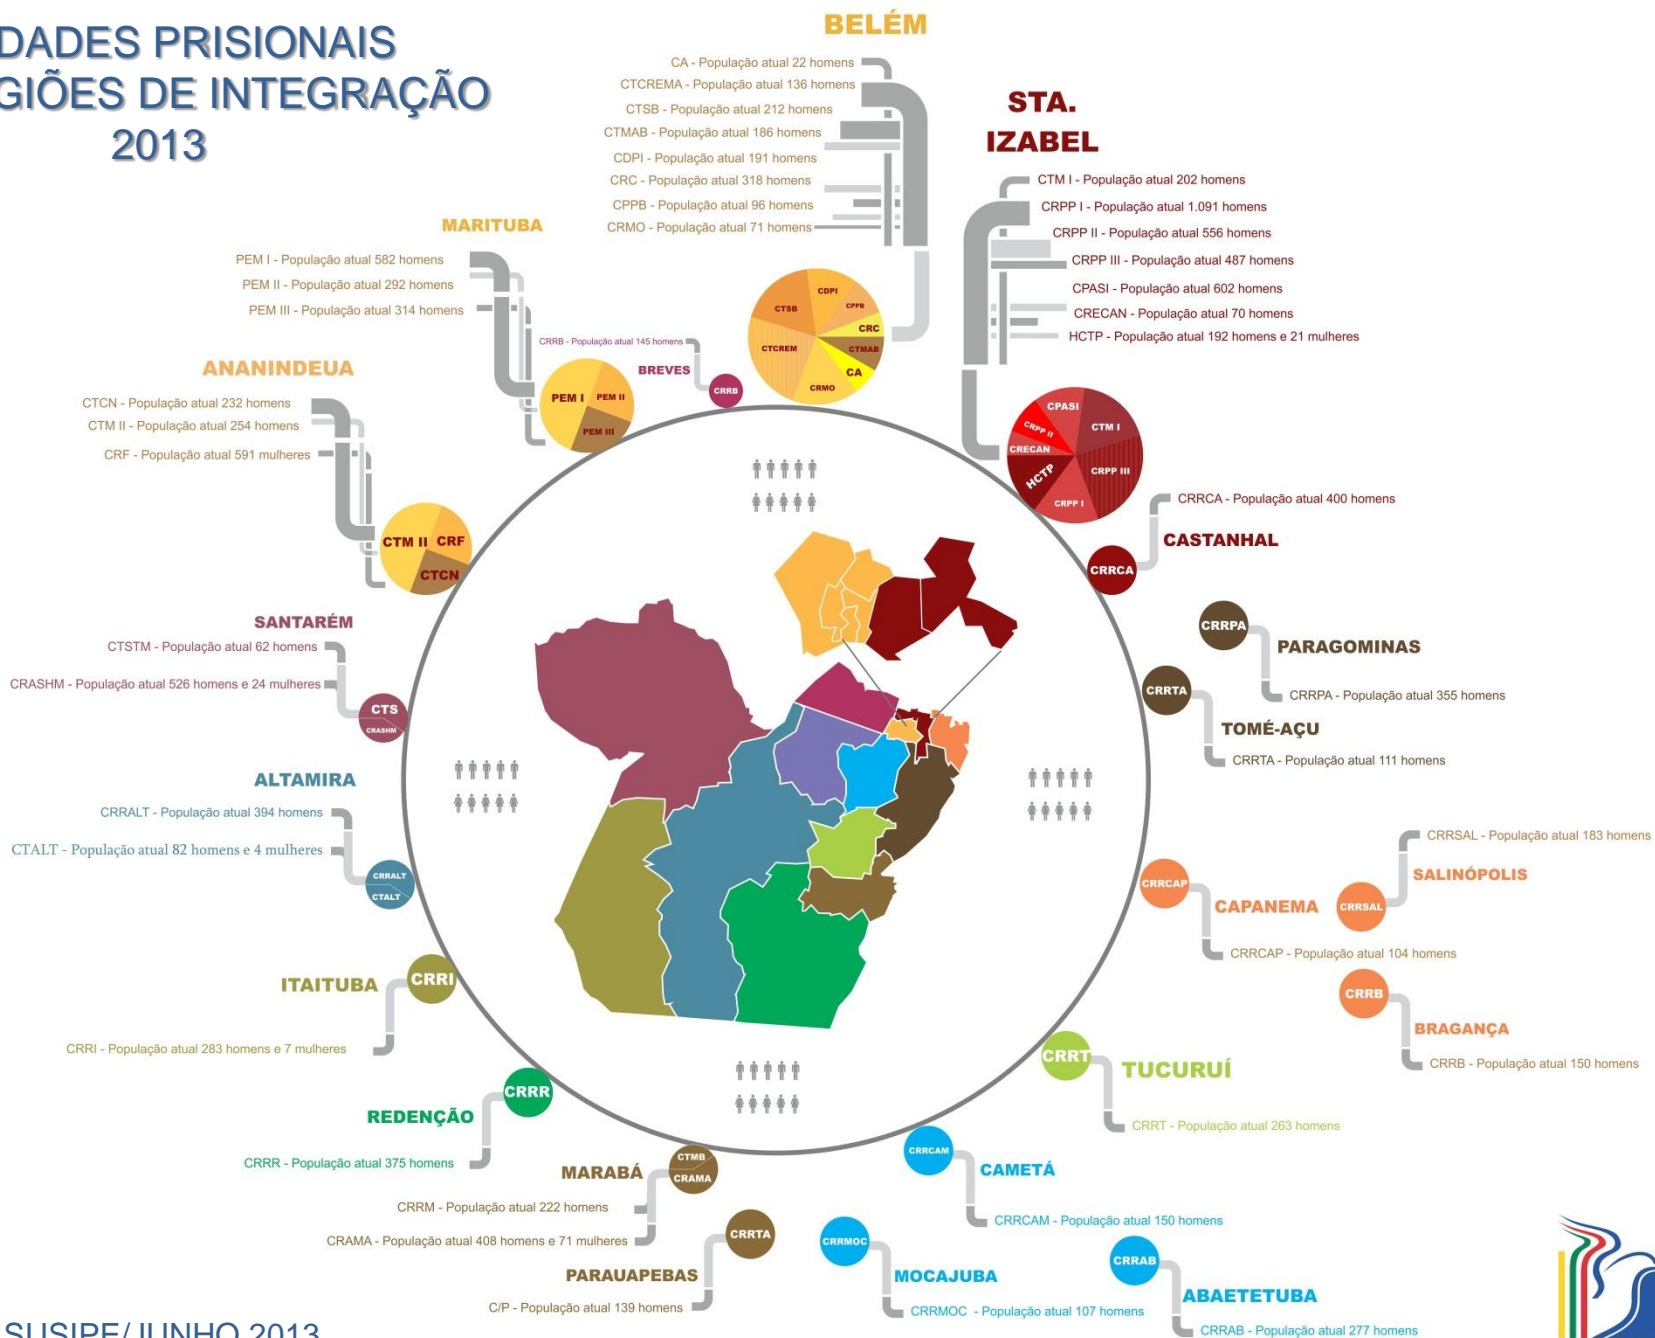 DADES PRISIONAIS
GIÕES DE INTEGRAÇÃO
2013
BELÉM
CA - População atual 22 homens
CTCREMA - População atual 136 homens
CTSB - População atual 212 homens
CTMAB - População atual 186 homens
CDPI - População atual 191 homens
CRC - População atual 318 homens
CPPB - População atual 96 homens
CRMO - População atual 71 homens
CDPI
CTSB
CPPB
CRC
CTCREM
CTMAB
CA
CRMO
STA.
IZABEL
CTM I - População atual 202 homens
CRPP I - População atual 1.091 homens
CRPP II - População atual 556 homens
CRPP III - População atual 487 homens
CPASI - População atual 602 homens
CRECAN - População atual 70 homens
HCTP - População atual 192 homens e 21 mulheres
CPASI
CRPP II
CTM I
CRECAN
CRPP III
HCTP
CRPP I
MARITUBA
PEM I - População atual 582 homens
PEM II - População atual 292 homens
PEM III - População atual 314 homens
PEM I
PEM II
PEM III
CRRB - População atual 145 homens
BREVES
CRRB
ANANINDEUA
CTCN - População atual 232 homens
CTM II - População atual 254 homens
CRF - População atual 591 mulheres
CTM II
CRF
CTCN
CRRCA - População atual 400 homens
CASTANHAL
CRRCA
CRRPA
PARAGOMINAS
CRRPA - População atual 355 homens
CRRTA
TOMÉ-AÇU
CRRTA - População atual 111 homens
SANTARÉM
CTSTM - População atual 62 homens
CRASHM - População atual 526 homens e 24 mulheres
CTS
CRASHM
ALTAMIRA
CRRALT - População atual 394 homens
CTALT - População atual 82 homens e 4 mulheres
CRRALT
CTALT
CRRSAL - População atual 183 homens
SALINÓPOLIS
CRRSAL
CRRCAP
CAPANEMA
CRRCAP - População atual 104 homens
CRRB
BRAGANÇA
CRRB - População atual 150 homens
ITAITUBA
CRRI
CRRI - População atual 283 homens e 7 mulheres
CRRT
TUCURUÍ
CRRT - População atual 263 homens
CRRR
REDENÇÃO
CRRR - População atual 375 homens
MARABÁ
CTMB
CRAMA
CRRM - População atual 222 homens
CRAMA - População atual 408 homens e 71 mulheres
CRRCAM
CAMETÁ
CRRCAM - População atual 150 homens
CRRTA
PARAUAPEBAS
C/P - População atual 139 homens
CRRMOC
MOCAJUBA
CRRMOC - População atual 107 homens
CRRAB
ABAETETUBA
CRRAB - População atual 277 homens
SUSIPE/JUNHO 2013